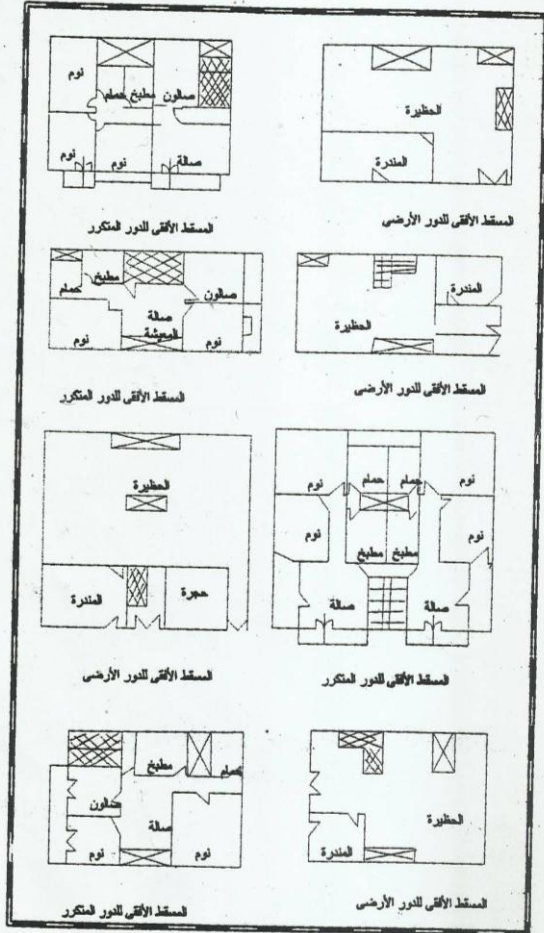 نوم
حمام
مطبخ
صالون
نوم
نوم
صالة
الحظيرة
المندرة
المسقط الأفقى للدور المتكرر
المسقط الأفقى للدور الأرضى
حمام
مطبخ
صالة
المعيشة
صالون
نوم
نوم
المندرة
الحظيرة
المسقط الأفقى للدور المتكرر
المسقط الأفقى للدور الأرضى
الحظيرة
المندرة
حجرة
نوم
حمام
حمام
نوم
نوم
مطبخ
مطبخ
نوم
صالة
صالة
المسقط الأفقى للدور الأرضى
المسقط الأفقى للدور المتكرر
مطبخ
حمام
صالون
صالة
نوم
نوم
الحظيرة
المندرة
المسقط الأفقى للدور المتكرر
المسقط الأفقى للدور الأرضى